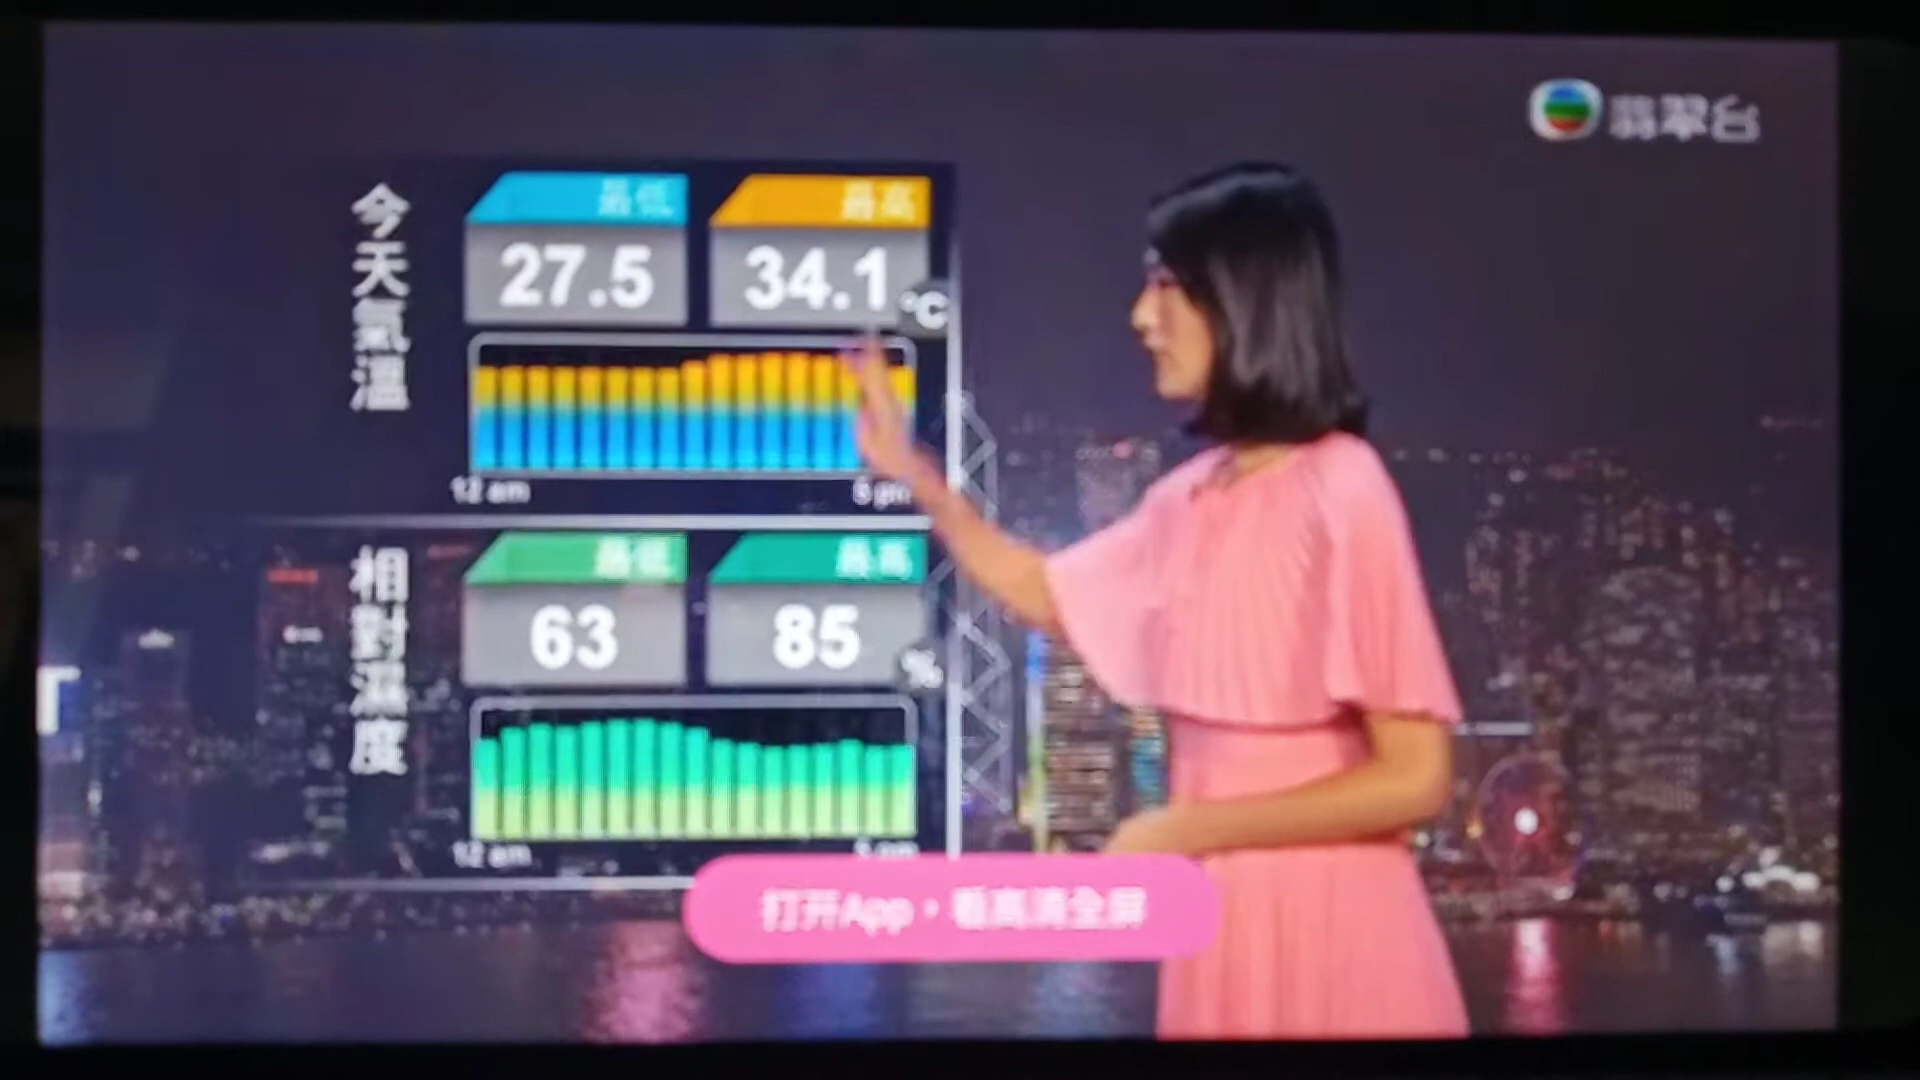 翡翠台
今天氣溫
最低
最高
27.5
34.1
°C
12 am
5 pm
相對濕度
最低
最高
63
85
%
12 am
5 pm
T
打开App，看高清全屏